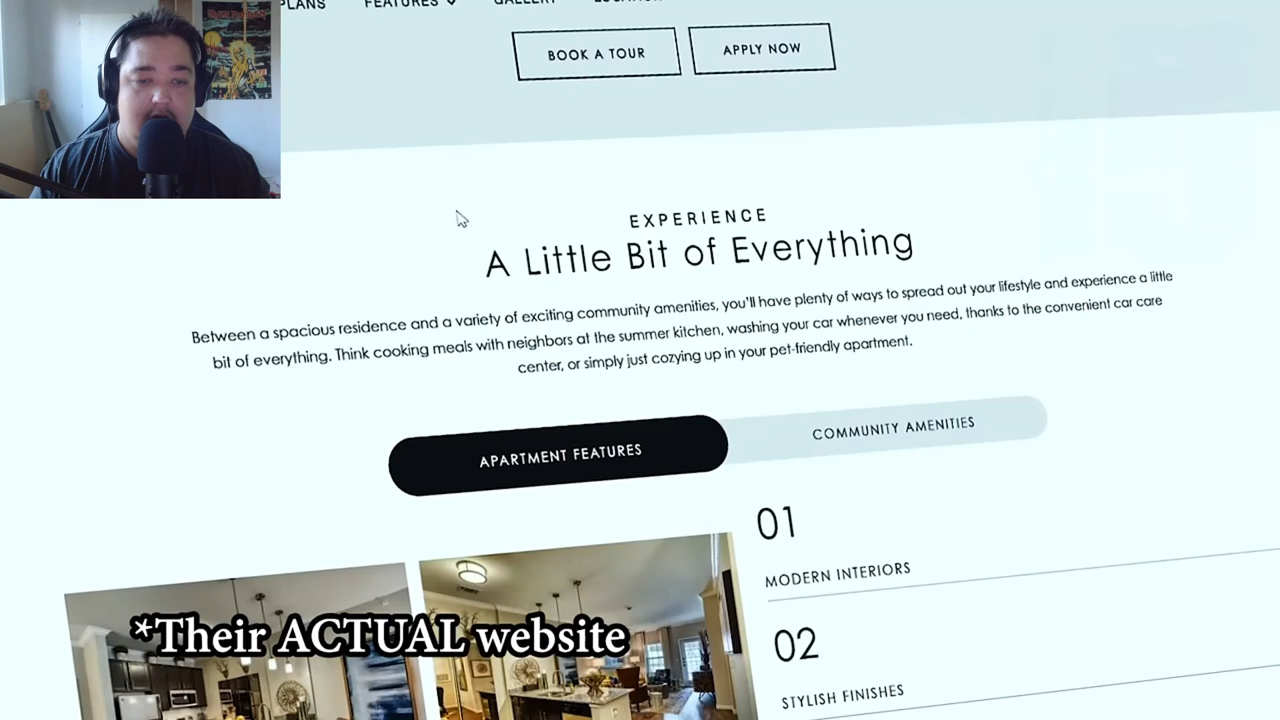 PLANS
FEATURES
GALLERY
LOCATION
BOOK A TOUR
APPLY NOW
EXPERIENCE
A Little Bit of Everything
Between a spacious residence and a variety of exciting community amenities, you'll have plenty of ways to spread out your lifestyle and experience a little
bit of everything. Think cooking meals with neighbors at the summer kitchen, washing your car whenever you need, thanks to the convenient car care
center, or simply just cozying up in your pet-friendly apartment.
APARTMENT FEATURES
COMMUNITY AMENITIES
01
MODERN INTERIORS
02
STYLISH FINISHES
*Their ACTUAL website